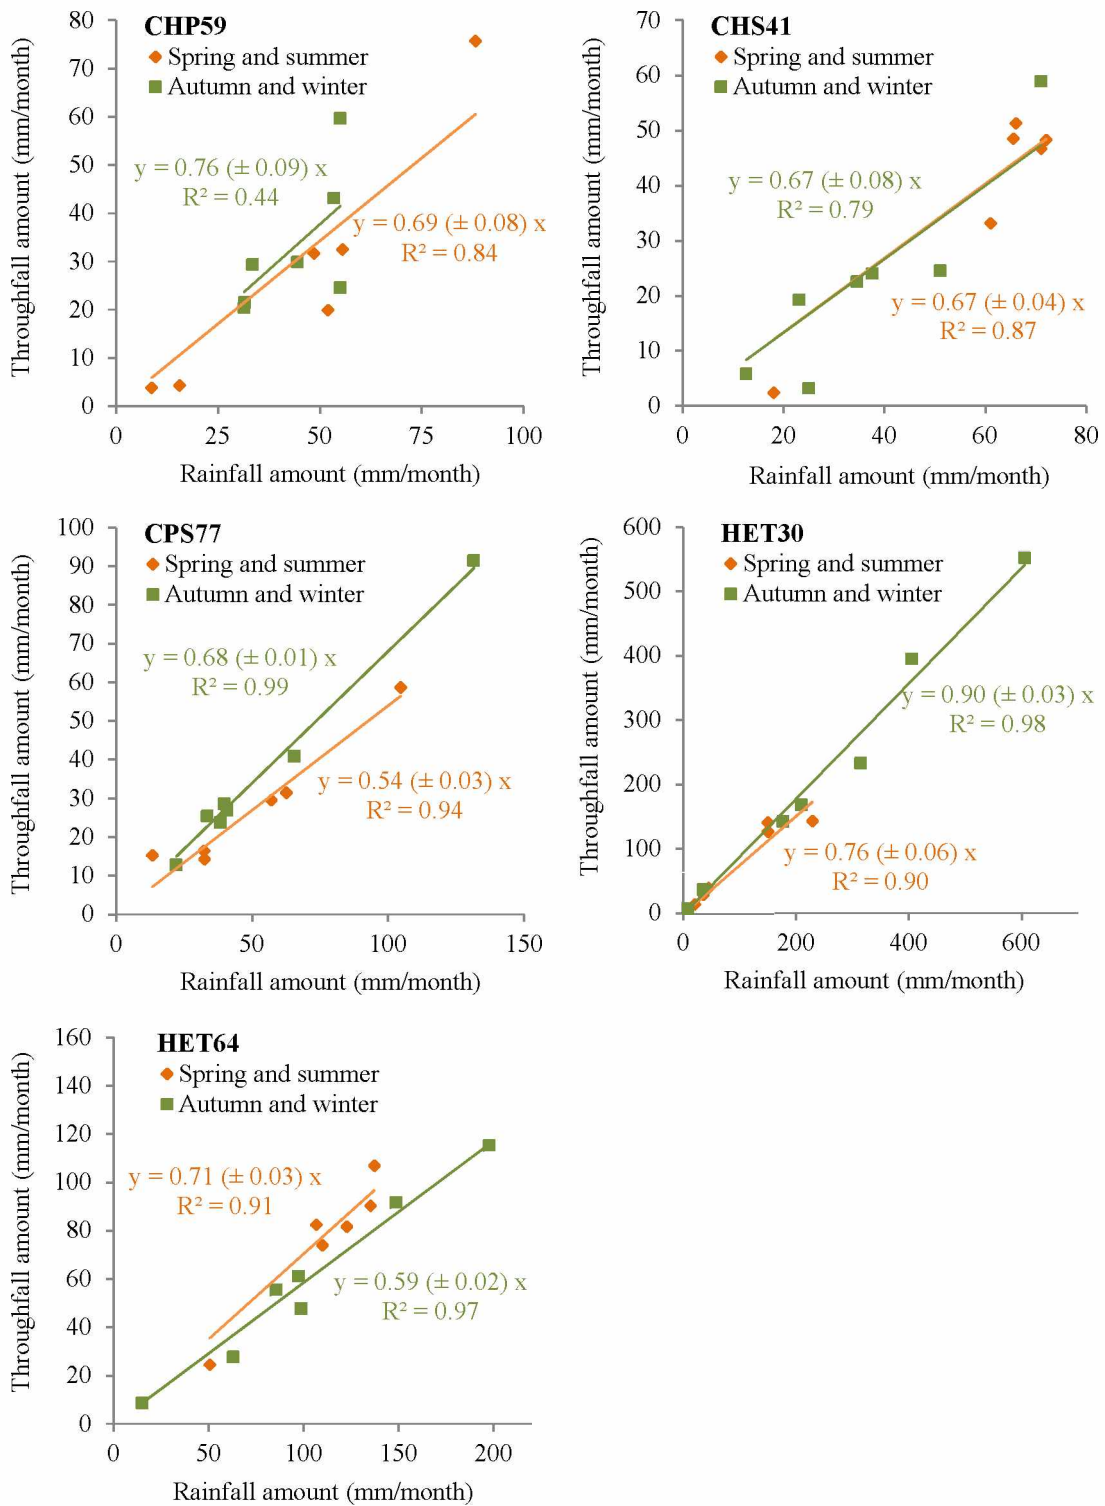 CHP59
Spring and summer
Autumn and winter
80
70
60
50
40
30
20
10
0
y = 0.76 (± 0.09) x
R² = 0.44
y = 0.69 (± 0.08) x
R² = 0.84
0 25 50 75 100
Rainfall amount (mm/month)
Throughfall amount (mm/month)
CHS41
Spring and summer
Autumn and winter
70
60
50
40
30
20
10
0
y = 0.67 (± 0.08) x
R² = 0.79
y = 0.67 (± 0.04) x
R² = 0.87
0 20 40 60 80
Rainfall amount (mm/month)
Throughfall amount (mm/month)
CPS77
Spring and summer
Autumn and winter
100
90
80
70
60
50
40
30
20
10
0
y = 0.68 (± 0.01) x
R² = 0.99
y = 0.54 (± 0.03) x
R² = 0.94
0 50 100 150
Rainfall amount (mm/month)
Throughfall amount (mm/month)
HET30
Spring and summer
Autumn and winter
600
500
400
300
200
100
0
y = 0.90 (± 0.03) x
R² = 0.98
y = 0.76 (± 0.06) x
R² = 0.90
0 200 400 600
Rainfall amount (mm/month)
Throughfall amount (mm/month)
HET64
Spring and summer
Autumn and winter
160
140
120
100
80
60
40
20
0
y = 0.71 (± 0.03) x
R² = 0.91
y = 0.59 (± 0.02) x
R² = 0.97
0 50 100 150 200
Rainfall amount (mm/month)
Throughfall amount (mm/month)